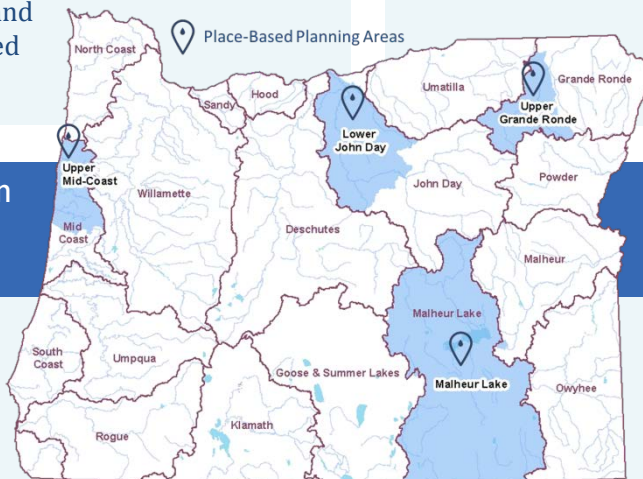 and
ed
Place-Based Planning Areas
North Coast
Sandy
Hood
Umatilla
Grande Ronde
Upper
Grande Ronde
Lower
John Day
Upper
Mid-Coast
m
Willamette
John Day
Powder
Mid
Coast
Deschutes
Malheur
Malheur Lake
South
Coast
Umpqua
Goose & Summer Lakes
Malheur Lake
Owyhee
Rogue
Klamath